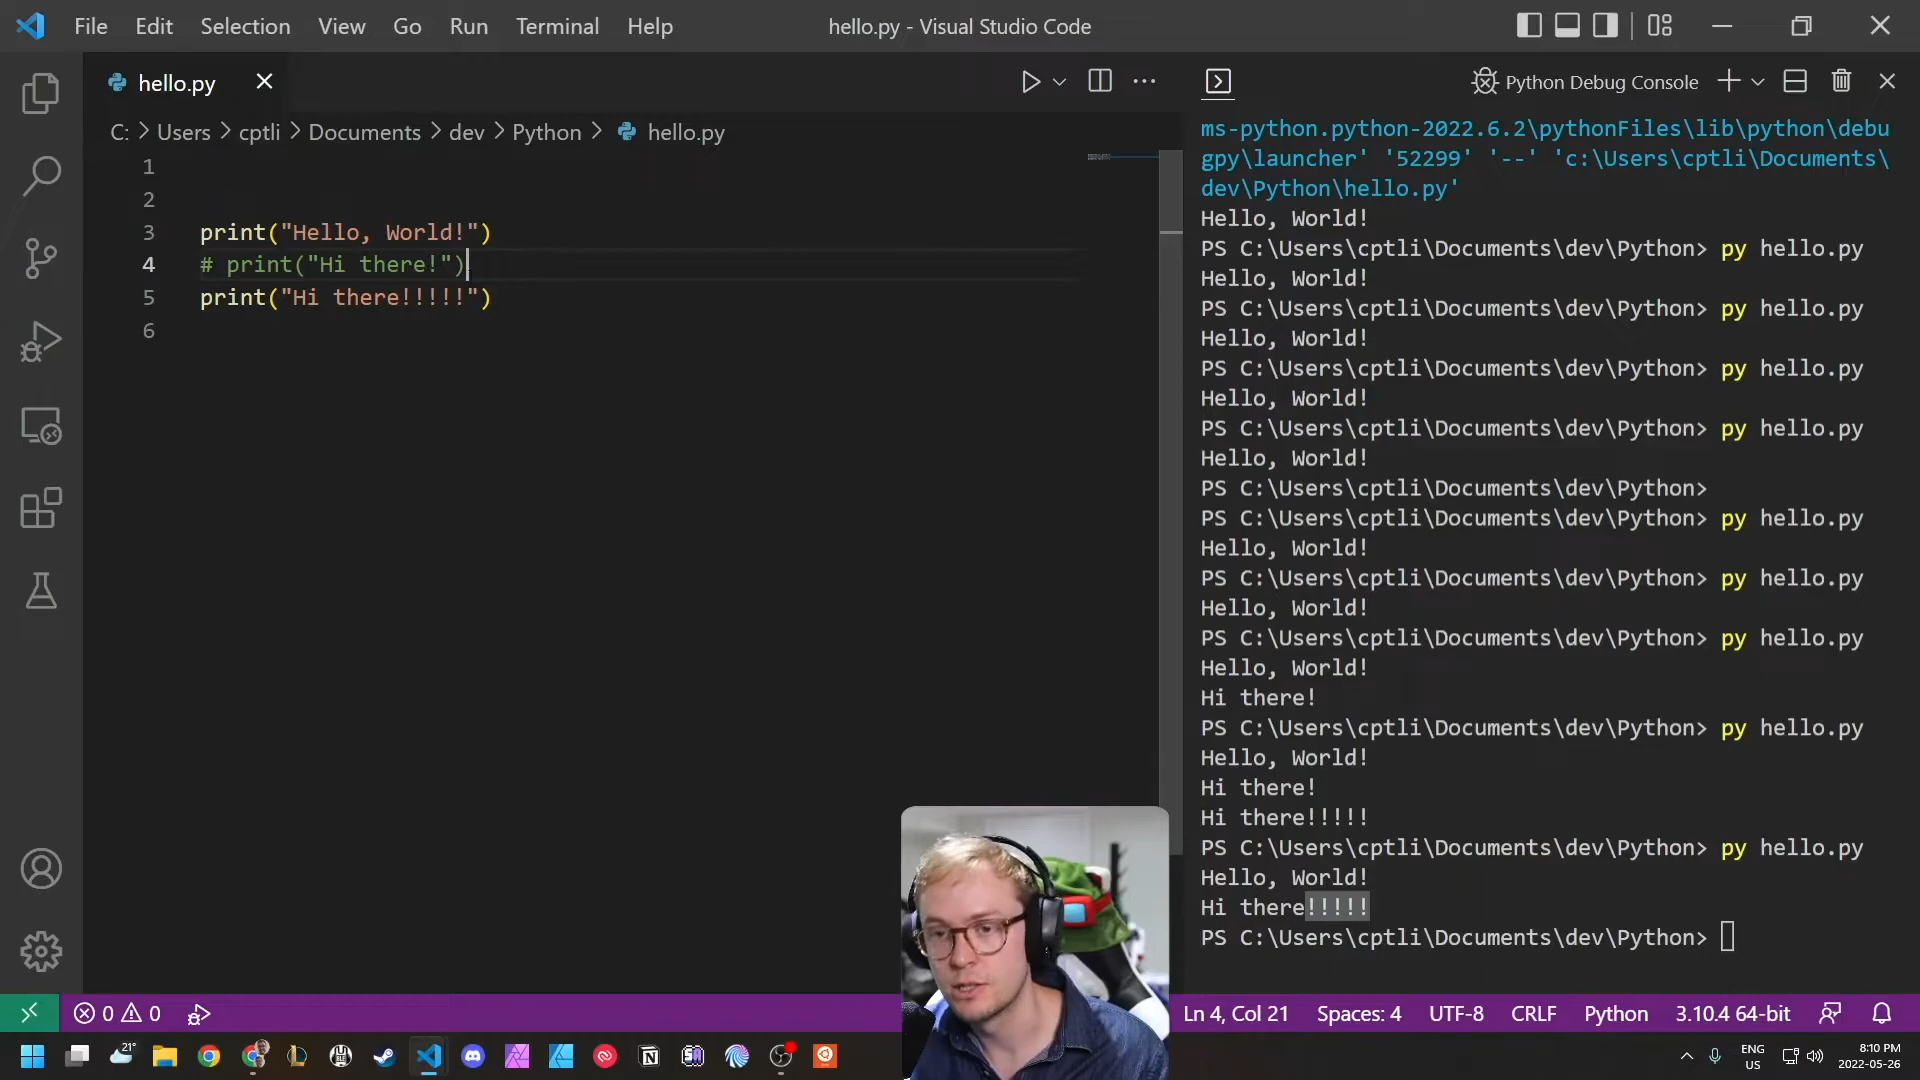 File Edit Selection View Go Run Terminal Help
hello.py - Visual Studio Code
hello.py
Python Debug Console
C: > Users > cptli > Documents > dev > Python > hello.py
1
2
3 print("Hello, World!")
4 # print("Hi there!")
5 print("Hi there!!!!!")
6
ms-python.python-2022.6.2\pythonFiles\lib\python\debu
gpy\launcher' '52299' '--' 'c:\Users\cptli\Documents\
dev\Python\hello.py'
Hello, World!
PS C:\Users\cptli\Documents\dev\Python> py hello.py
Hello, World!
PS C:\Users\cptli\Documents\dev\Python> py hello.py
Hello, World!
PS C:\Users\cptli\Documents\dev\Python> py hello.py
Hello, World!
PS C:\Users\cptli\Documents\dev\Python> py hello.py
Hello, World!
PS C:\Users\cptli\Documents\dev\Python>
PS C:\Users\cptli\Documents\dev\Python> py hello.py
Hello, World!
PS C:\Users\cptli\Documents\dev\Python> py hello.py
Hello, World!
PS C:\Users\cptli\Documents\dev\Python> py hello.py
Hello, World!
Hi there!
PS C:\Users\cptli\Documents\dev\Python> py hello.py
Hello, World!
Hi there!
Hi there!!!!!
PS C:\Users\cptli\Documents\dev\Python> py hello.py
Hello, World!
Hi there!!!!!
PS C:\Users\cptli\Documents\dev\Python>
0 0
Ln 4, Col 21 Spaces: 4 UTF-8 CRLF Python 3.10.4 64-bit
21°
ENG
US
8:10 PM
2022-05-26